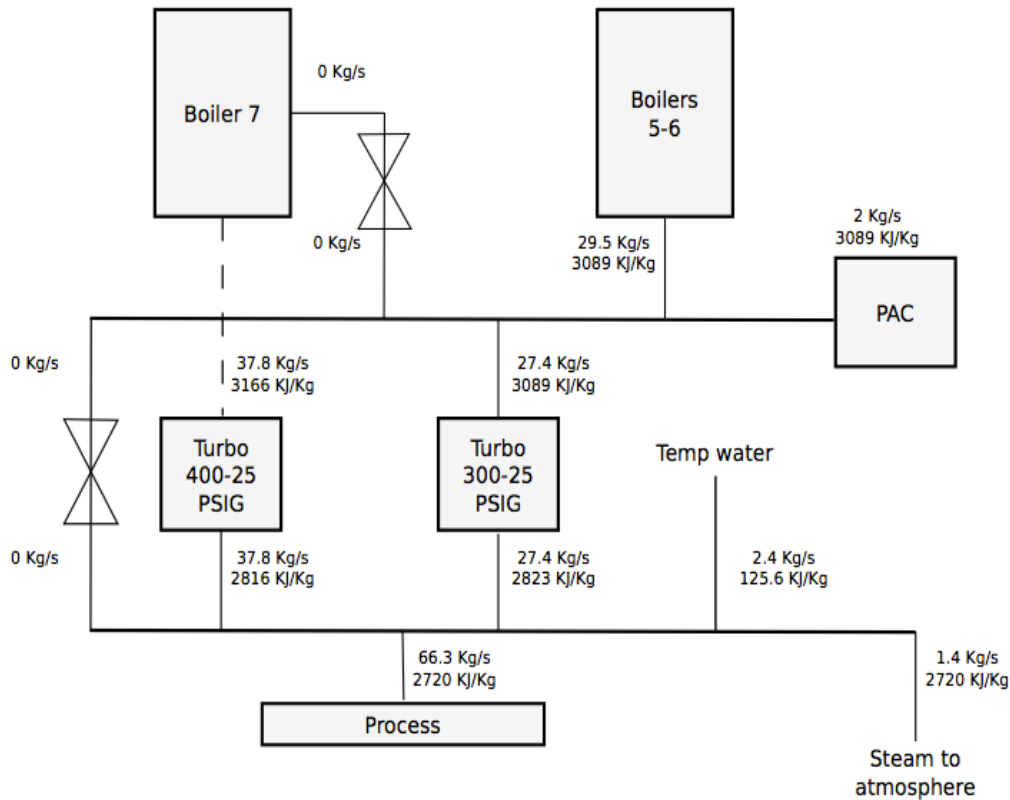 0 Kg/s
Boiler 7
Boilers
5-6
0 Kg/s
29.5 Kg/s
3089 KJ/Kg
2 Kg/s
3089 KJ/Kg
PAC
0 Kg/s
37.8 Kg/s
3166 KJ/Kg
27.4 Kg/s
3089 KJ/Kg
Turbo
400-25
PSIG
Turbo
300-25
PSIG
Temp water
0 Kg/s
37.8 Kg/s
2816 KJ/Kg
27.4 Kg/s
2823 KJ/Kg
2.4 Kg/s
125.6 KJ/Kg
66.3 Kg/s
2720 KJ/Kg
1.4 Kg/s
2720 KJ/Kg
Process
Steam to
atmosphere